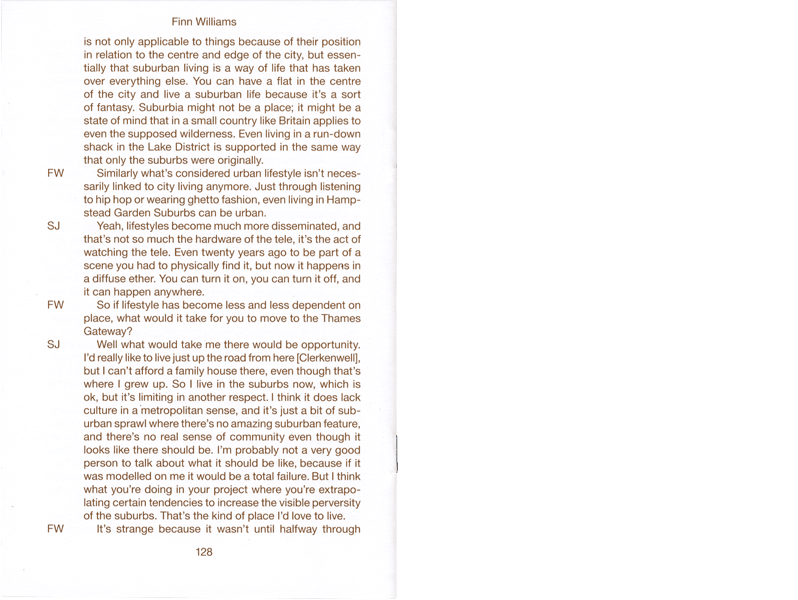 Finn Williams
is not only applicable to things because of their position
in relation to the centre and edge of the city, but essen-
tially that suburban living is a way of life that has taken
over everything else. You can have a flat in the centre
of the city and live a suburban life because it's a sort
of fantasy. Suburbia might not be a place; it might be a
state of mind that in a small country like Britain applies to
even the supposed wilderness. Even living in a run-down
shack in the Lake District is supported in the same way
that only the suburbs were originally.
FW Similarly what's considered urban lifestyle isn't neces-
sarily linked to city living anymore. Just through listening
to hip hop or wearing ghetto fashion, even living in Hamp-
stead Garden Suburbs can be urban.
SJ Yeah, lifestyles become much more disseminated, and
that's not so much the hardware of the tele, it's the act of
watching the tele. Even twenty years ago to be part of a
scene you had to physically find it, but now it happens in
a diffuse ether. You can turn it on, you can turn it off, and
it can happen anywhere.
FW So if lifestyle has become less and less dependent on
place, what would it take for you to move to the Thames
Gateway?
SJ Well what would take me there would be opportunity.
I'd really like to live just up the road from here [Clerkenwell],
but I can't afford a family house there, even though that's
where I grew up. So I live in the suburbs now, which is
ok, but it's limiting in another respect. I think it does lack
culture in a metropolitan sense, and it's just a bit of sub-
urban sprawl where there's no amazing suburban feature,
and there's no real sense of community even though it
looks like there should be. I'm probably not a very good
person to talk about what it should be like, because if it
was modelled on me it would be a total failure. But I think
what you're doing in your project where you're extrapo-
lating certain tendencies to increase the visible perversity
of the suburbs. That's the kind of place I'd love to live.
FW It's strange because it wasn't until halfway through
128